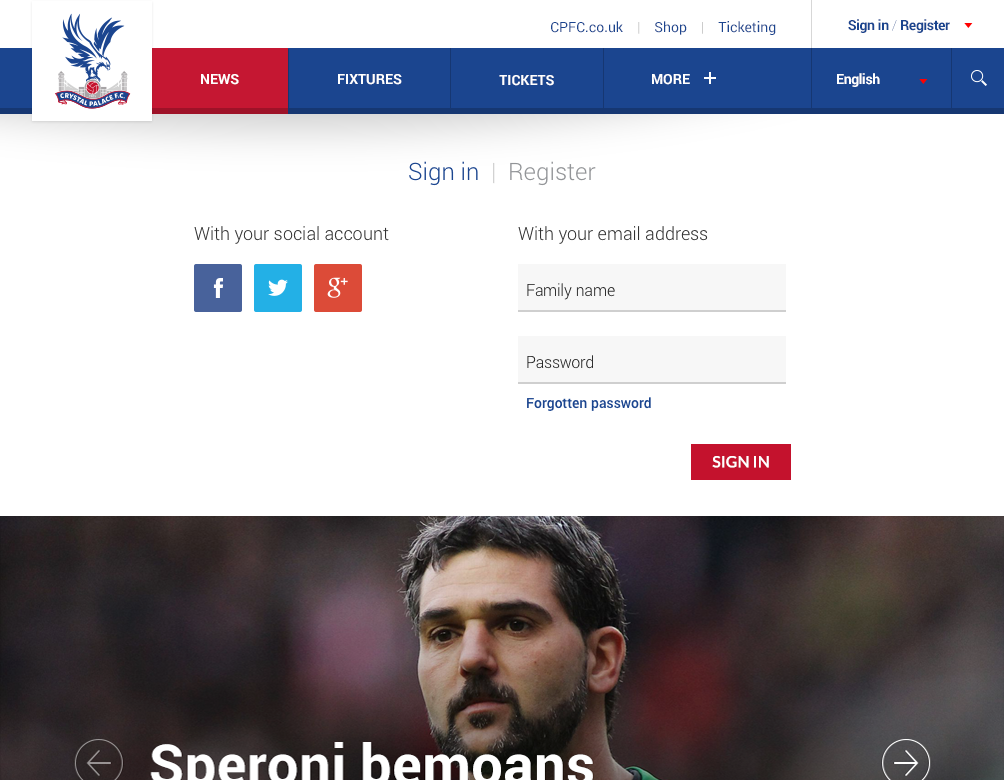 CPFC.co.uk | Shop | Ticketing
Sign in / Register
CRYSTAL PALACE F.C.
NEWS
FIXTURES
TICKETS
MORE +
English
Sign in | Register
With your social account
With your email address
f
g+
Family name
Password
Forgotten password
SIGN IN
Speroni bemoans